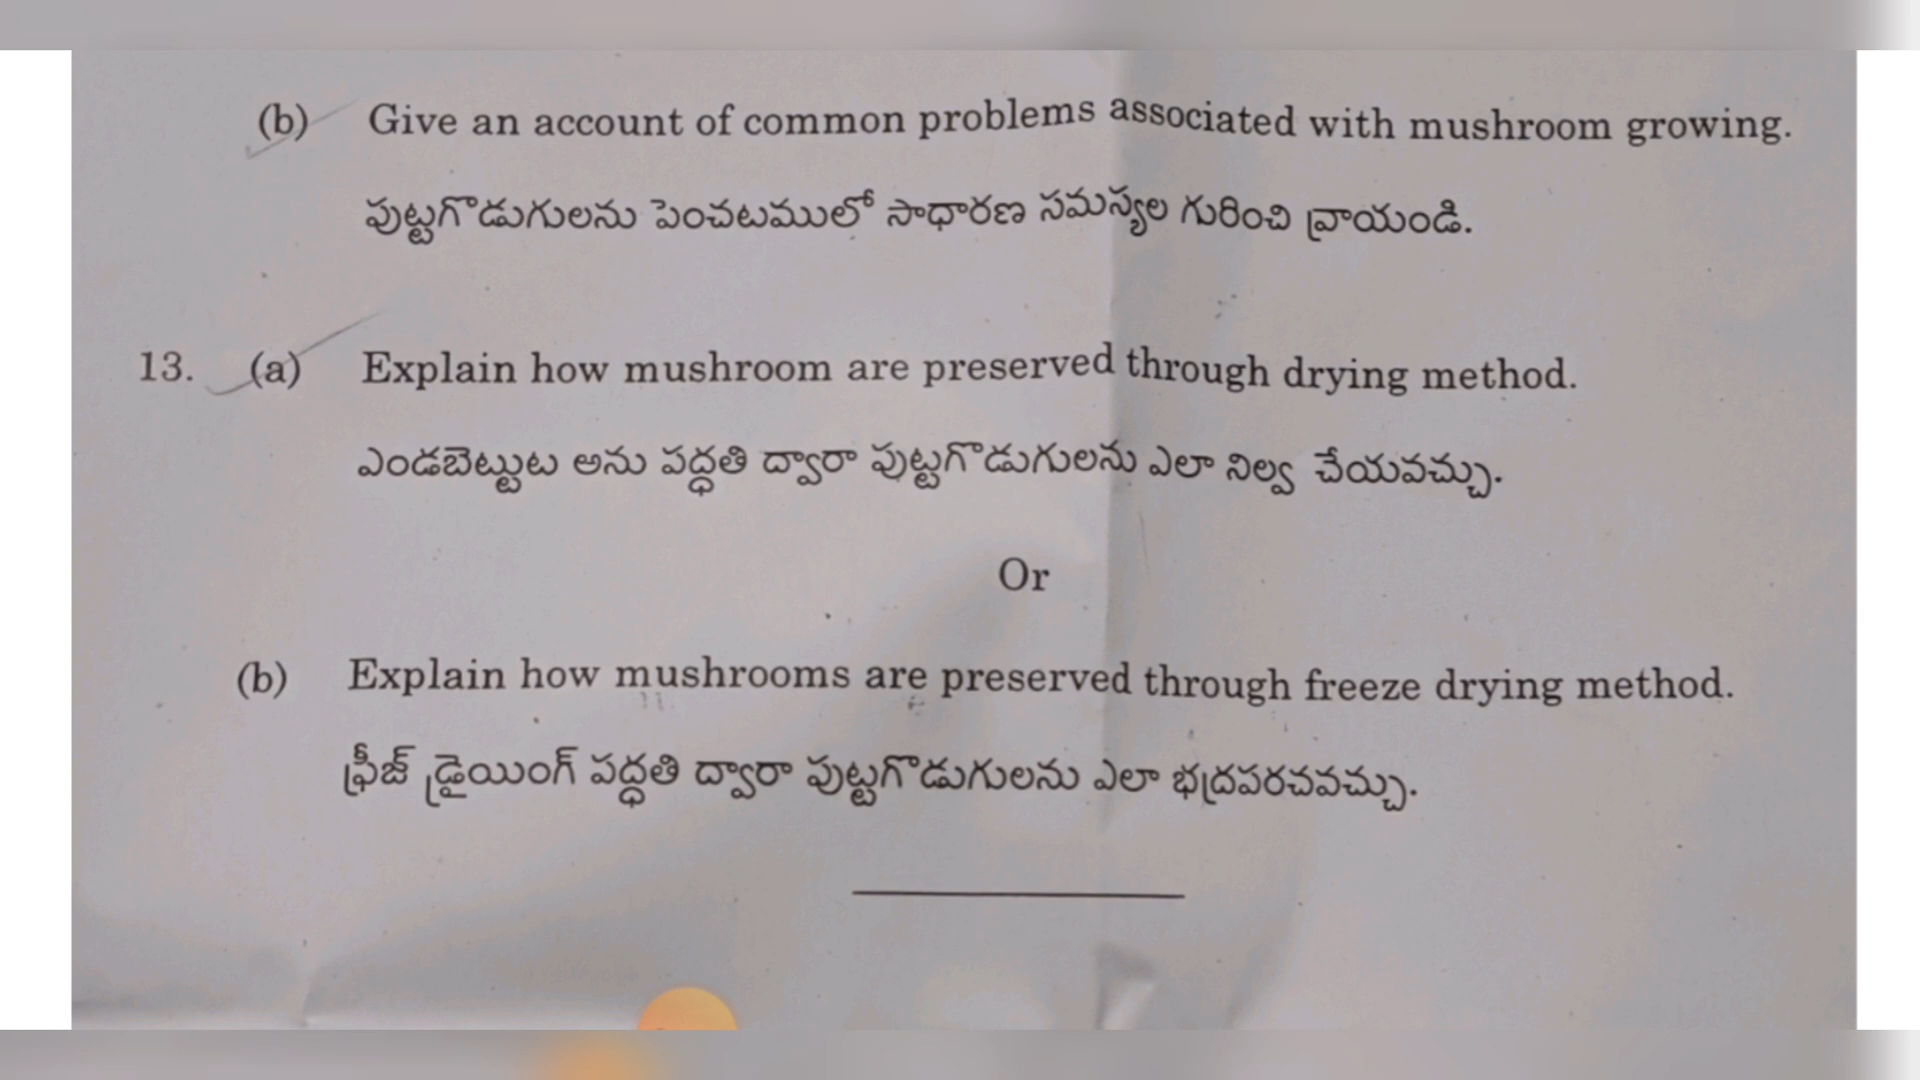 (b) Give an account of common problems associated with mushroom growing.
పుట్టగొడుగులను పెంచటములో సాధారణ సమస్యల గురించి వ్రాయండి.
13. (a) Explain how mushroom are preserved through drying method.
ఎండబెట్టుట అను పద్ధతి ద్వారా పుట్టగొడుగులను ఎలా నిల్వ చేయవచ్చు.
Or
(b) Explain how mushrooms are preserved through freeze drying method.
ఫ్రీజ్ డ్రైయింగ్ పద్ధతి ద్వారా పుట్టగొడుగులను ఎలా భద్రపరచవచ్చు.